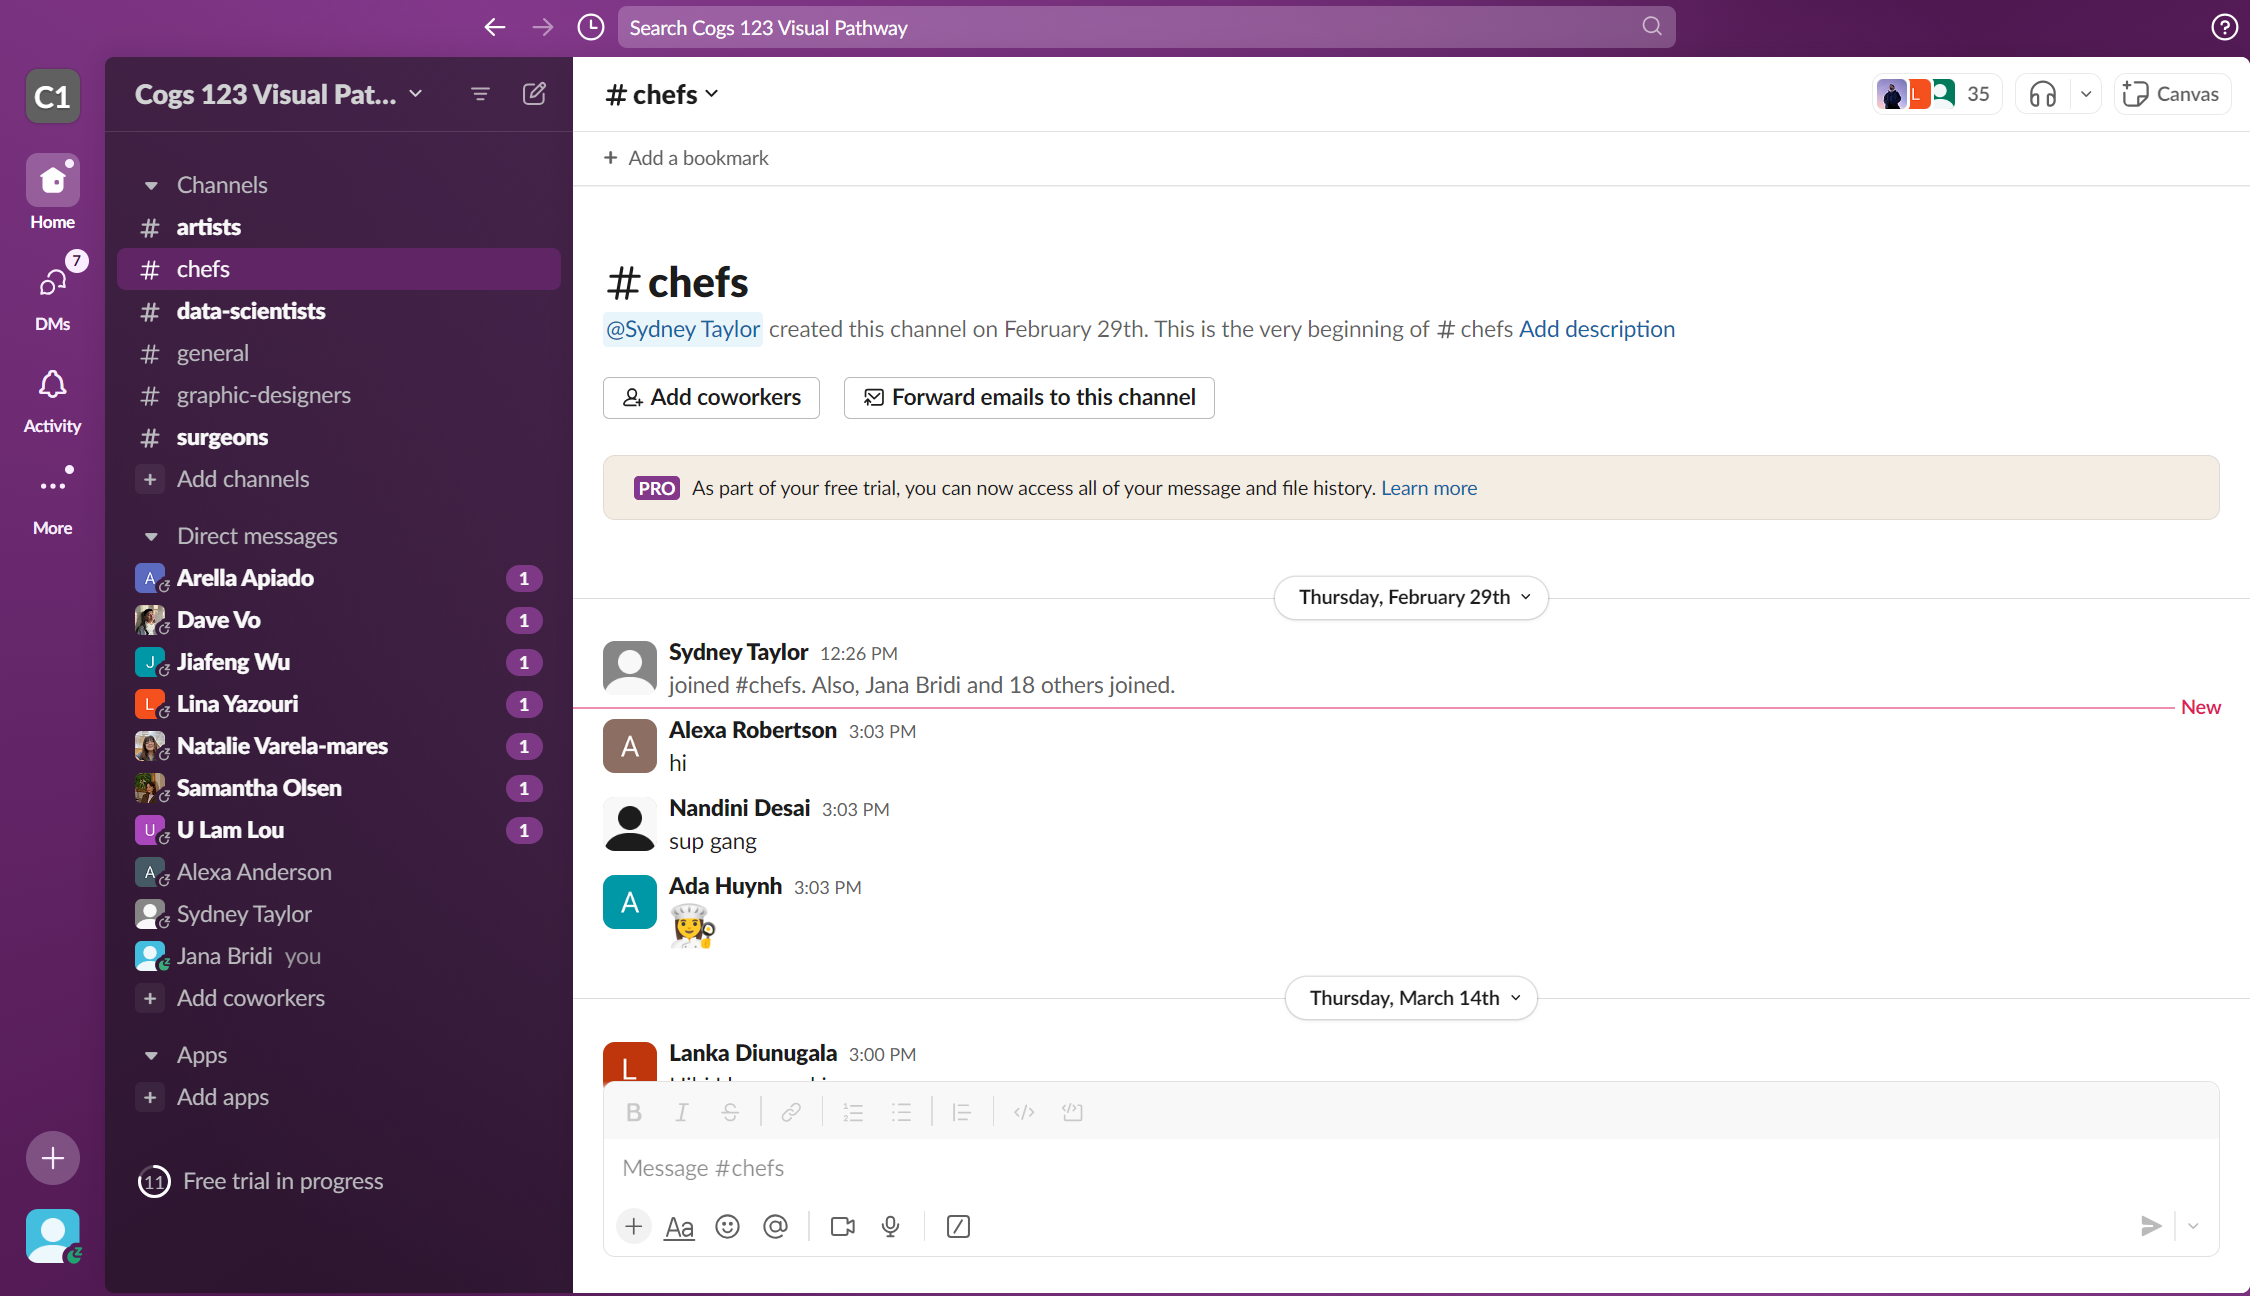 Search Cogs 123 Visual Pathway
C1
Home
7
DMs
Activity
More
Cogs 123 Visual Pat...
Channels
# artists
# chefs
# data-scientists
# general
# graphic-designers
# surgeons
+ Add channels
Direct messages
A Arella Apiado 1
Dave Vo 1
J Jiafeng Wu 1
L Lina Yazouri 1
Natalie Varela-mares 1
Samantha Olsen 1
U U Lam Lou 1
A Alexa Anderson
Sydney Taylor
Jana Bridi you
+ Add coworkers
Apps
+ Add apps
11 Free trial in progress
# chefs
L 35
Canvas
+ Add a bookmark
# chefs
@Sydney Taylor created this channel on February 29th. This is the very beginning of # chefs Add description
Add coworkers
Forward emails to this channel
PRO As part of your free trial, you can now access all of your message and file history. Learn more
Thursday, February 29th
Sydney Taylor 12:26 PM
joined #chefs. Also, Jana Bridi and 18 others joined.
New
A Alexa Robertson 3:03 PM
hi
Nandini Desai 3:03 PM
sup gang
A Ada Huynh 3:03 PM
Thursday, March 14th
L Lanka Diunugala 3:00 PM
B I S
Message #chefs
+ Aa @